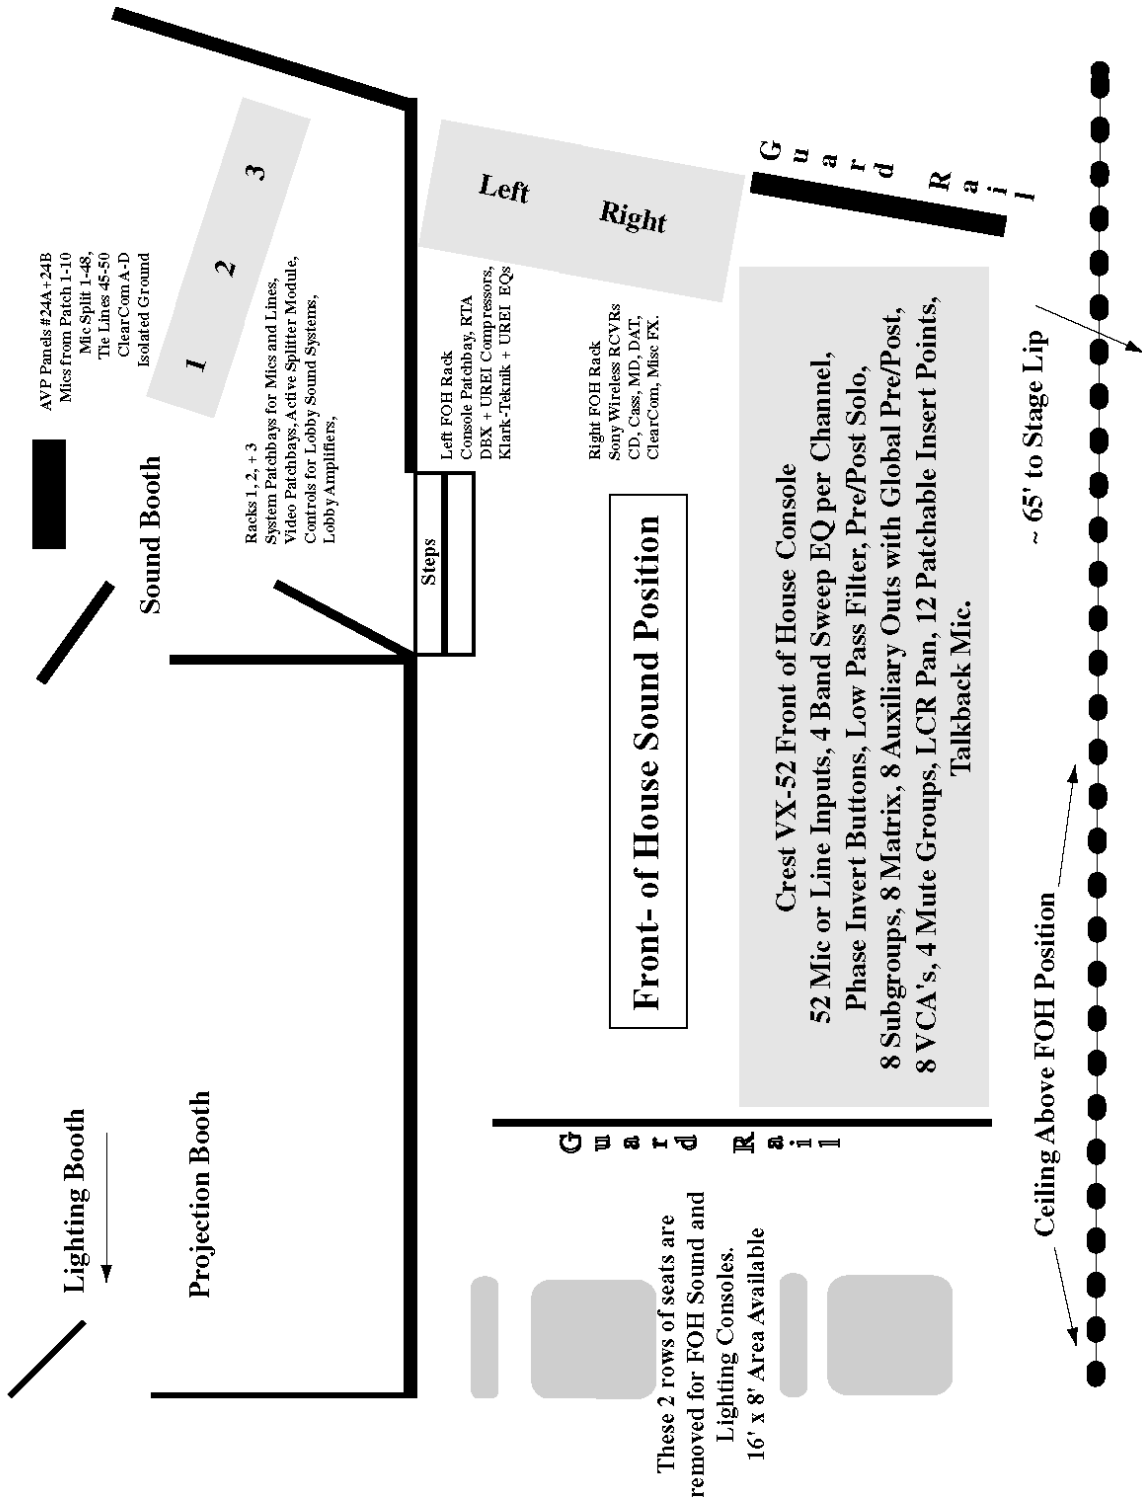 AVP Panels #24A+24B
Mics from Patch 1-10
Mic Split 1-48,
Tie Lines 45-50
ClearCom A-D
Isolated Ground
Sound Booth
1 2 3
Racks 1, 2, + 3
System Patchbays for Mics and Lines,
Video Patchbays, Active Splitter Module,
Controls for Lobby Sound Systems,
Lobby Amplifiers,
Lighting Booth
Projection Booth
Steps
Left FOH Rack
Console Patchbay, RTA
DBX + UREI Compressors,
Klark-Teknik + UREI EQs
Left
Right
Right FOH Rack
Sony Wireless RCVRs
CD, Cass, MD, DAT,
ClearCom, Misc FX.
Guard Rail
Front- of House Sound Position
Crest VX-52 Front of House Console
52 Mic or Line Inputs, 4 Band Sweep EQ per Channel,
Phase Invert Buttons, Low Pass Filter, Pre/Post Solo,
8 Subgroups, 8 Matrix, 8 Auxiliary Outs with Global Pre/Post,
8 VCA's, 4 Mute Groups, LCR Pan, 12 Patchable Insert Points,
Talkback Mic.
Guard Rail
These 2 rows of seats are
removed for FOH Sound and
Lighting Consoles.
16' x 8' Area Available
Ceiling Above FOH Position
~ 65' to Stage Lip